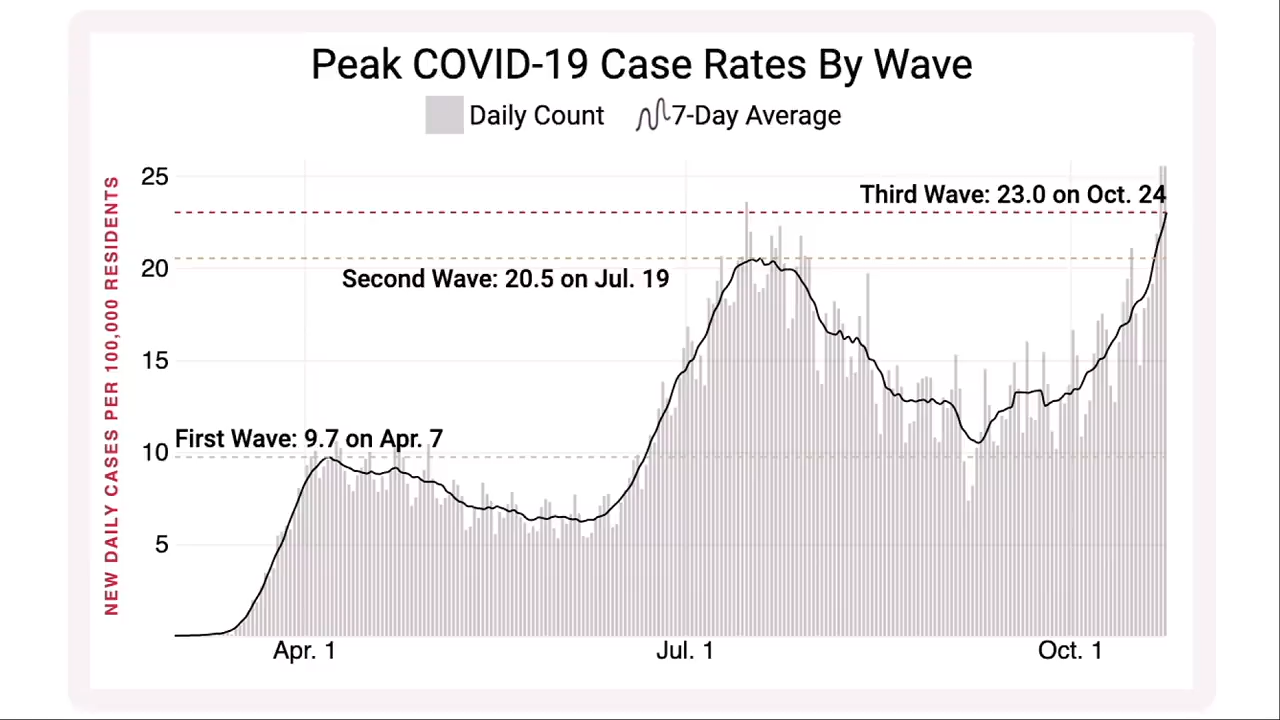 Peak COVID-19 Case Rates By Wave
Daily Count
7-Day Average
NEW DAILY CASES PER 100,000 RESIDENTS
25
Third Wave: 23.0 on Oct. 24
20
Second Wave: 20.5 on Jul. 19
15
First Wave: 9.7 on Apr. 7
10
5
Apr. 1
Jul. 1
Oct. 1